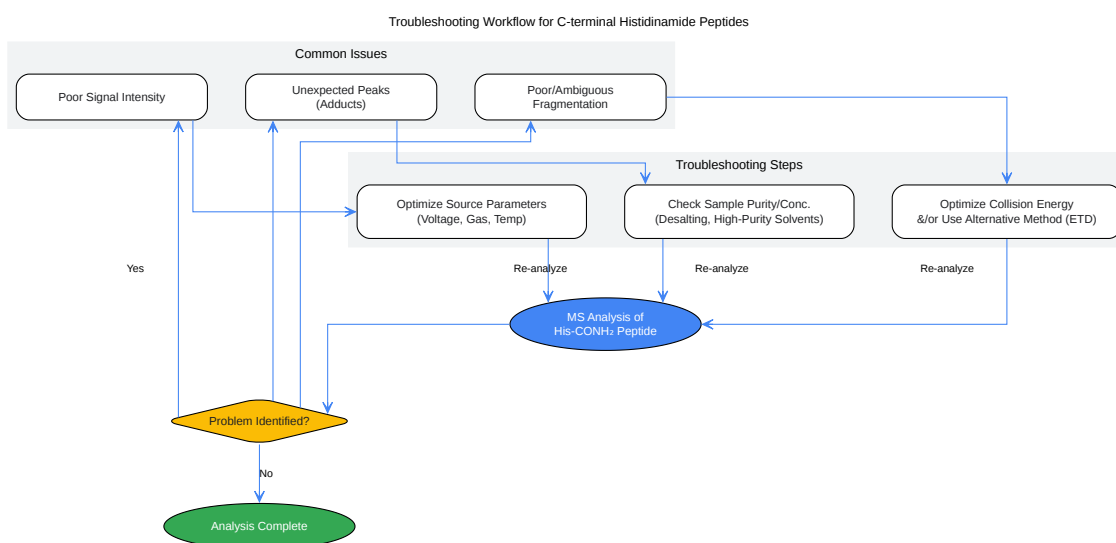 Troubleshooting Workflow for C-terminal Histidinamide Peptides
Common Issues
Poor Signal Intensity
Unexpected Peaks
(Adducts)
Poor/Ambiguous
Fragmentation
Troubleshooting Steps
Optimize Source Parameters
(Voltage, Gas, Temp)
Check Sample Purity/Conc.
(Desalting, High-Purity Solvents)
Optimize Collision Energy
&/or Use Alternative Method (ETD)
Yes
Re-analyze
Re-analyze
Re-analyze
MS Analysis of
His-CONH₂ Peptide
Problem Identified?
No
Analysis Complete